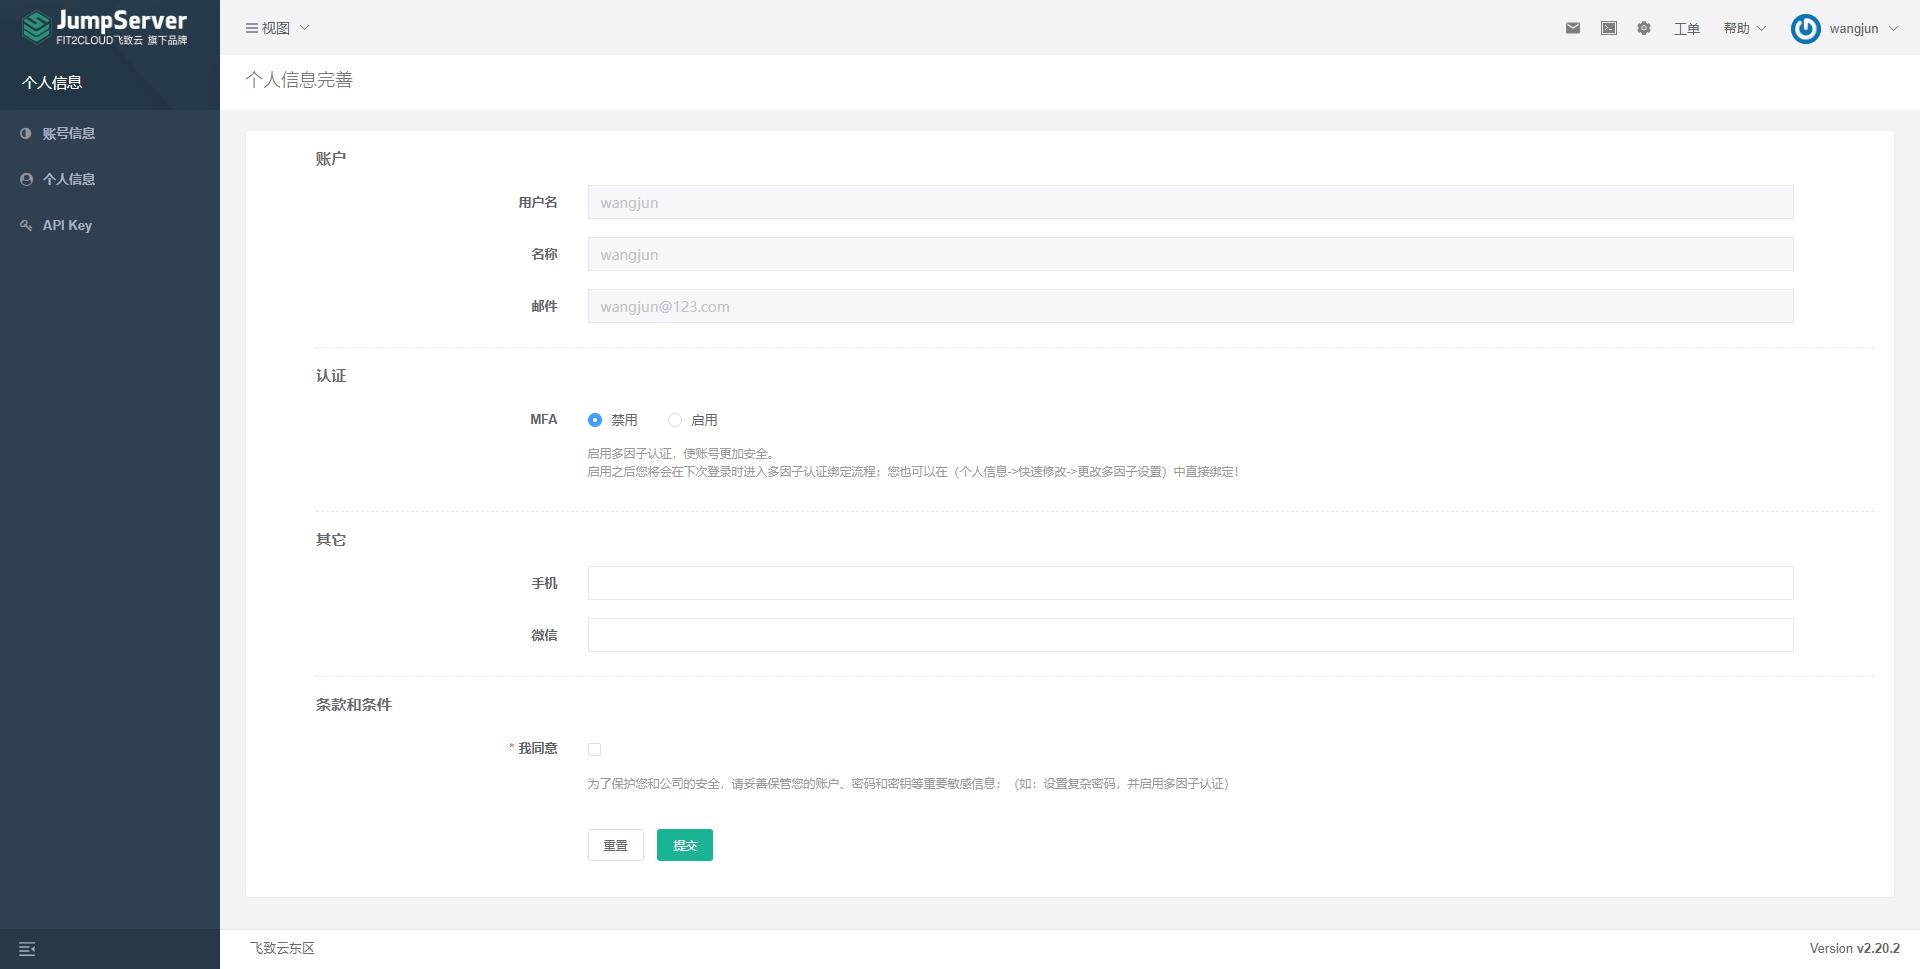 JumpServer
FIT2CLOUD飞致云 旗下品牌
视图
工单
帮助
wangjun
个人信息
个人信息完善
账号信息
个人信息
API Key
账户
用户名
wangjun
名称
wangjun
邮件
wangjun@123.com
认证
MFA
禁用
启用
启用多因子认证，使账号更加安全。
启用之后您将会在下次登录时进入多因子认证绑定流程；您也可以在（个人信息->快速修改->更改多因子设置）中直接绑定！
其它
手机
微信
条款和条件
* 我同意
为了保护您和公司的安全，请妥善保管您的账户、密码和密钥等重要敏感信息；（如：设置复杂密码，并启用多因子认证）
重置
提交
飞致云东区
Version v2.20.2